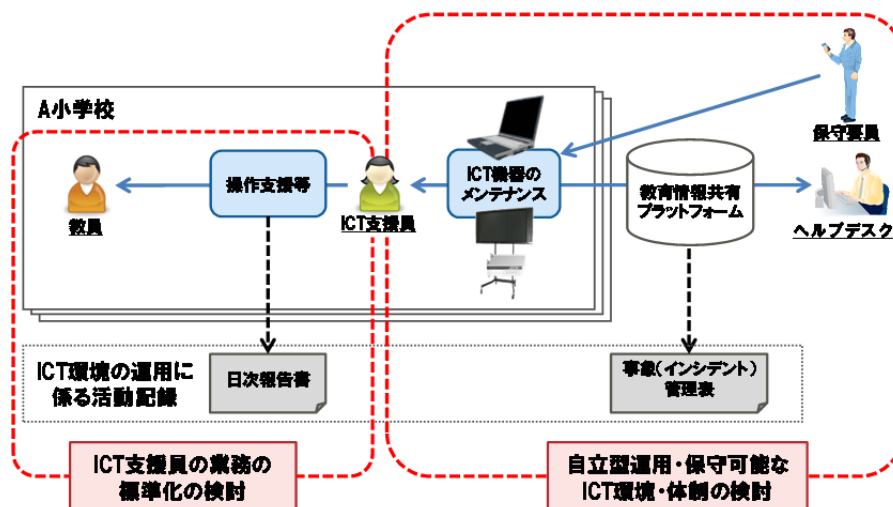 A小学校
保守要員
教員
操作支援等
ICT支援員
ICT機器の
メンテナンス
教育情報共有
プラットフォーム
ヘルプデスク
ICT環境の運用に
係る活動記録
日次報告書
事象(インシデント)
管理表
ICT支援員の業務の
標準化の検討
自立型運用・保守可能な
ICT環境・体制の検討